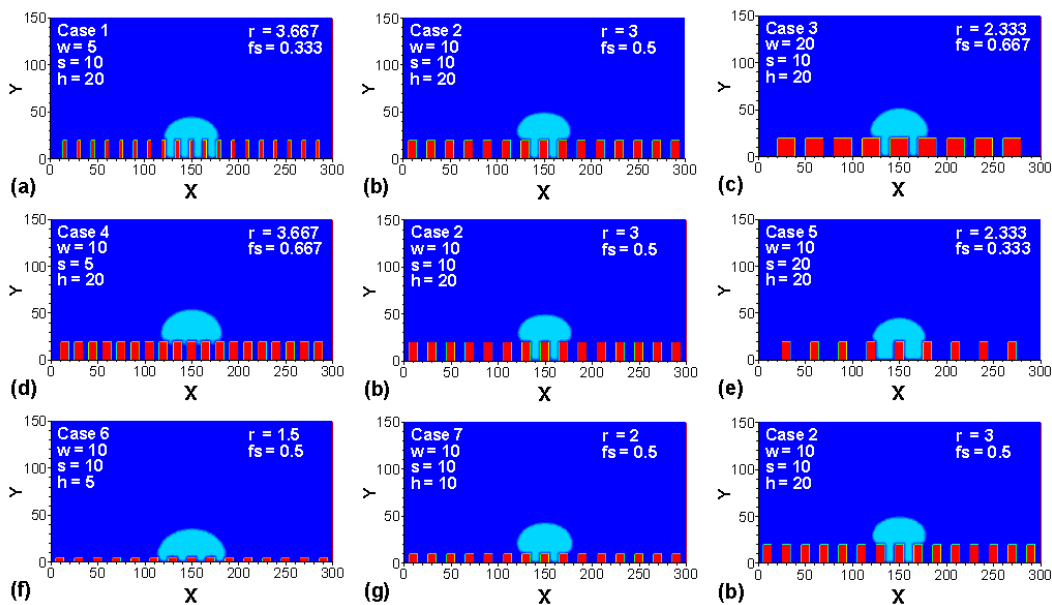 150
Case 1
w = 5
s = 10
h = 20
r = 3.667
fs = 0.333
100
50
0
Y
0 50 100 150 200 250 300
(a)
X
150
Case 2
w = 10
s = 10
h = 20
r = 3
fs = 0.5
100
50
0
Y
0 50 100 150 200 250 300
(b)
X
150
Case 3
w = 20
s = 10
h = 20
r = 2.333
fs = 0.667
100
50
0
Y
0 50 100 150 200 250 300
(c)
X
150
Case 4
w = 10
s = 5
h = 20
r = 3.667
fs = 0.667
100
50
0
Y
0 50 100 150 200 250 300
(d)
X
150
Case 2
w = 10
s = 10
h = 20
r = 3
fs = 0.5
100
50
0
Y
0 50 100 150 200 250 300
(b)
X
150
Case 5
w = 10
s = 20
h = 20
r = 2.333
fs = 0.333
100
50
0
Y
0 50 100 150 200 250 300
(e)
X
150
Case 6
w = 10
s = 10
h = 5
r = 1.5
fs = 0.5
100
50
0
Y
0 50 100 150 200 250 300
(f)
X
150
Case 7
w = 10
s = 10
h = 10
r = 2
fs = 0.5
100
50
0
Y
0 50 100 150 200 250 300
(g)
X
150
Case 2
w = 10
s = 10
h = 20
r = 3
fs = 0.5
100
50
0
Y
0 50 100 150 200 250 300
(b)
X